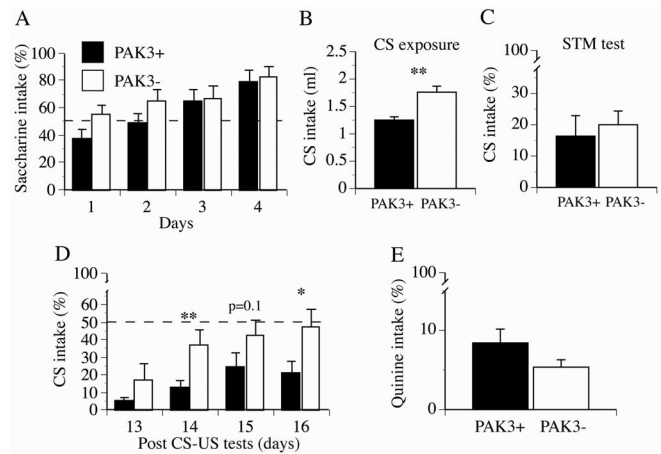 A
PAK3+
PAK3-
Saccharine intake (%)
100
80
60
40
20
0
1 2 3 4
Days
B
CS exposure
**
CS intake (ml)
2.5
2
1.5
1
0.5
0
PAK3+ PAK3-
C
STM test
CS intake (%)
100
30
20
10
0
PAK3+ PAK3-
D
CS intake (%)
100
60
50
40
30
20
10
0
**
p=0.1
*
13 14 15 16
Post CS-US tests (days)
E
Quinine intake (%)
100
10
0
PAK3+ PAK3-